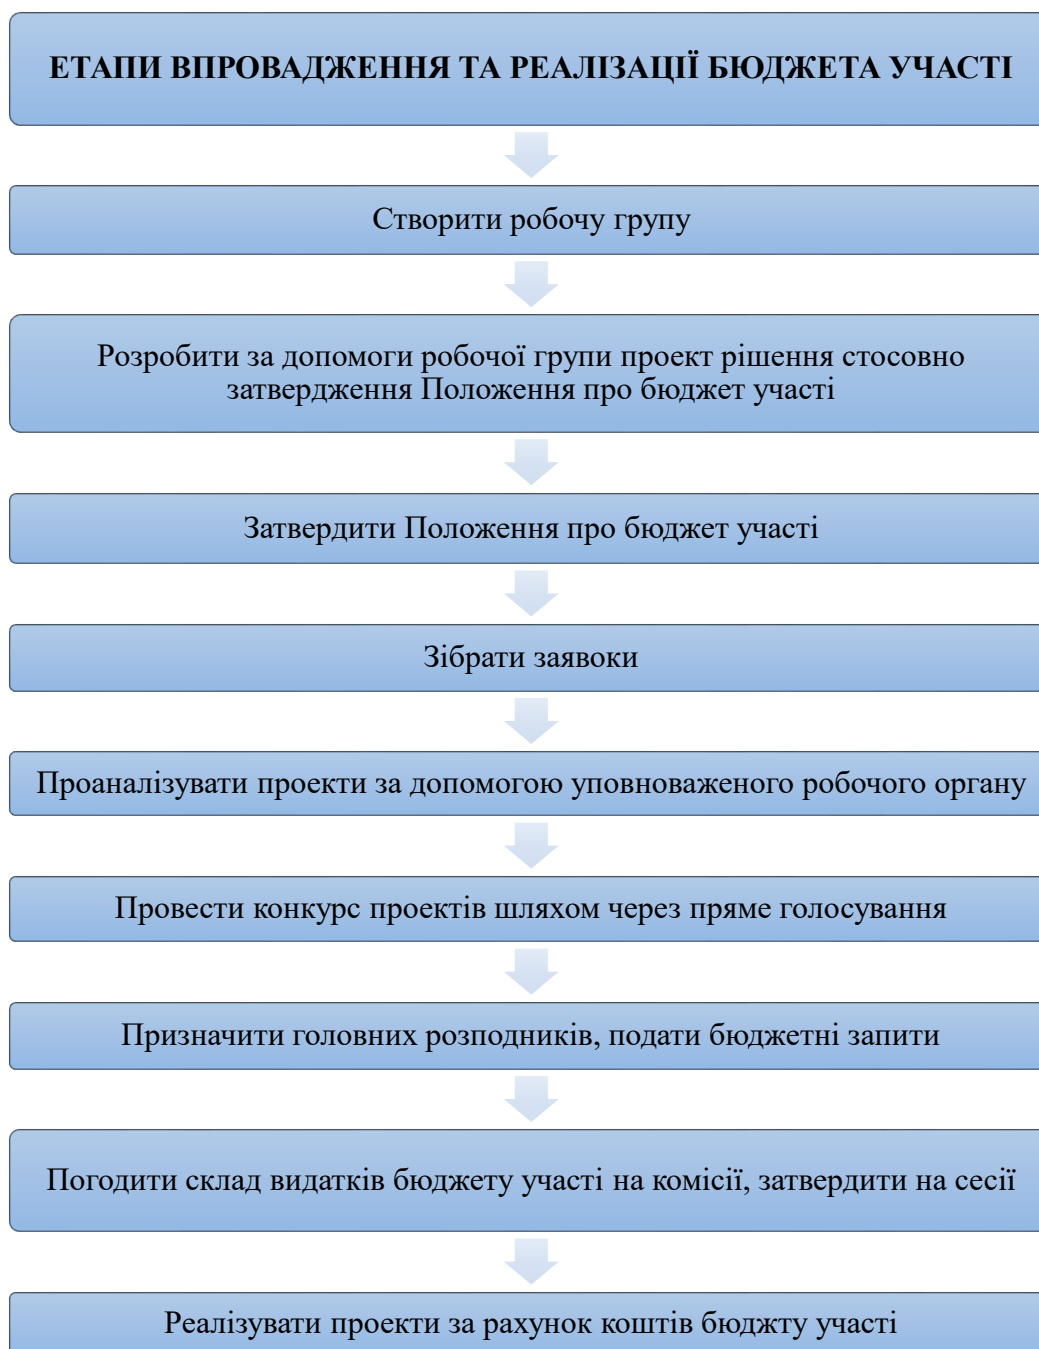 ЕТАПИ ВПРОВАДЖЕННЯ ТА РЕАЛІЗАЦІЇ БЮДЖЕТА УЧАСТІ
Створити робочу групу
Розробити за допомоги робочої групи проект рішення стосовно
затвердження Положення про бюджет участі
Затвердити Положення про бюджет участі
Зібрати заявоки
Проаналізувати проекти за допомогою уповноваженого робочого органу
Провести конкурс проектів шляхом через пряме голосування
Призначити головних розподників, подати бюджетні запити
Погодити склад видатків бюджету участі на комісії, затвердити на сесії
Реалізувати проекти за рахунок коштів бюджту участі